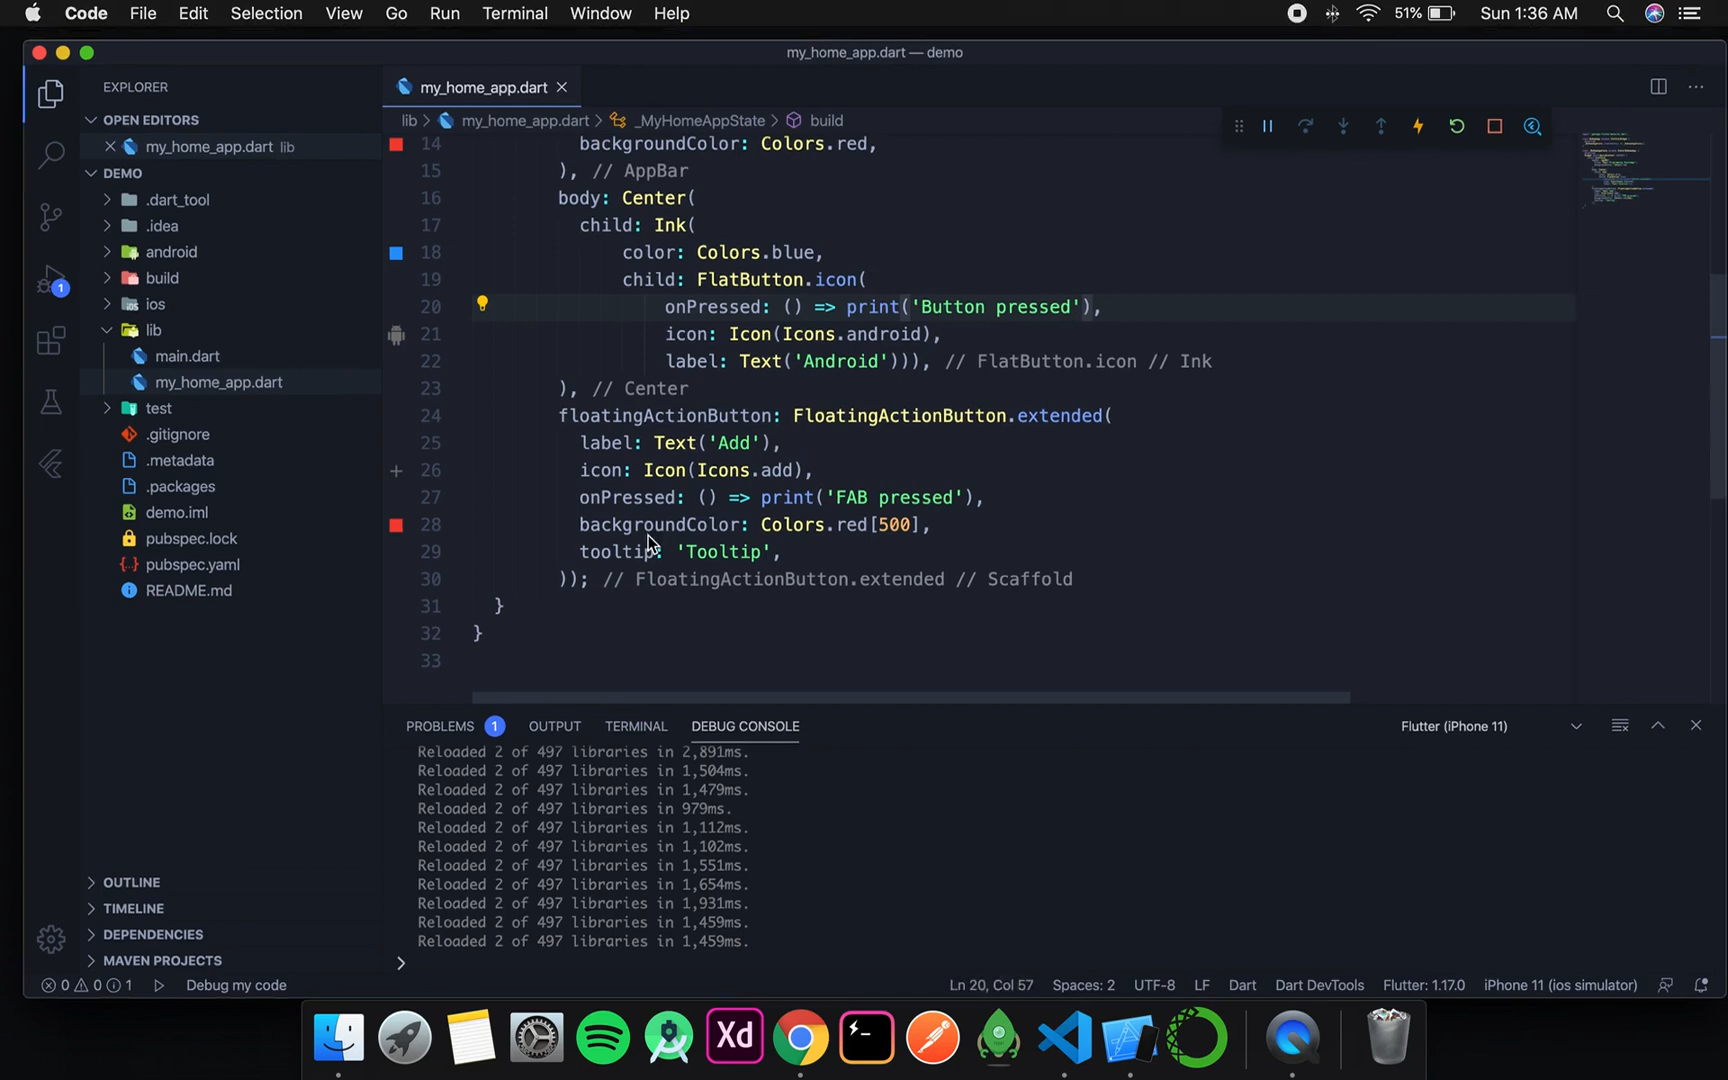 Code File Edit Selection View Go Run Terminal Window Help 51% Sun 1:36 AM
my_home_app.dart — demo
EXPLORER
OPEN EDITORS
my_home_app.dart lib
DEMO
.dart_tool
.idea
android
build
ios
lib
main.dart
my_home_app.dart
test
.gitignore
.metadata
.packages
demo.iml
pubspec.lock
pubspec.yaml
README.md
OUTLINE
TIMELINE
DEPENDENCIES
MAVEN PROJECTS
1
my_home_app.dart
lib > my_home_app.dart > _MyHomeAppState > build
14 backgroundColor: Colors.red,
15 ), // AppBar
16 body: Center(
17 child: Ink(
18 color: Colors.blue,
19 child: FlatButton.icon(
20 onPressed: () => print('Button pressed'),
21 icon: Icon(Icons.android),
22 label: Text('Android'))), // FlatButton.icon // Ink
23 ), // Center
24 floatingActionButton: FloatingActionButton.extended(
25 label: Text('Add'),
26 icon: Icon(Icons.add),
27 onPressed: () => print('FAB pressed'),
28 backgroundColor: Colors.red[500],
29 tooltip: 'Tooltip',
30 )); // FloatingActionButton.extended // Scaffold
31 }
32 }
33
PROBLEMS 1 OUTPUT TERMINAL DEBUG CONSOLE Flutter (iPhone 11)
Reloaded 2 of 497 libraries in 2,891ms.
Reloaded 2 of 497 libraries in 1,504ms.
Reloaded 2 of 497 libraries in 1,479ms.
Reloaded 2 of 497 libraries in 979ms.
Reloaded 2 of 497 libraries in 1,112ms.
Reloaded 2 of 497 libraries in 1,102ms.
Reloaded 2 of 497 libraries in 1,551ms.
Reloaded 2 of 497 libraries in 1,654ms.
Reloaded 2 of 497 libraries in 1,931ms.
Reloaded 2 of 497 libraries in 1,459ms.
Reloaded 2 of 497 libraries in 1,459ms.
>
0 0 1 Debug my code Ln 20, Col 57 Spaces: 2 UTF-8 LF Dart Dart DevTools Flutter: 1.17.0 iPhone 11 (ios simulator)
Xd